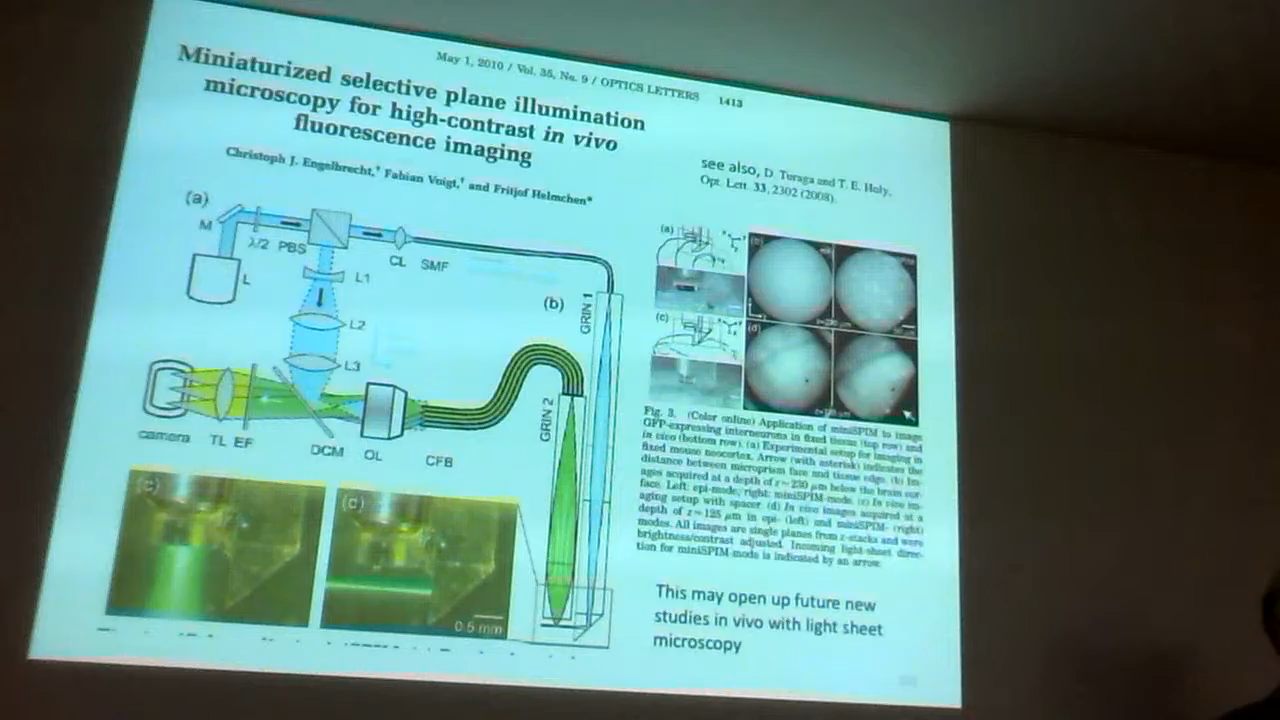 May 1, 2010 / Vol. 35, No. 9 / OPTICS LETTERS 1413
Miniaturized selective plane illumination
microscopy for high-contrast in vivo
fluorescence imaging
Christoph J. Engelbrecht,† Fabian Voigt,† and Fritjof Helmchen*
see also, D. Turaga and T. E. Holy,
Opt. Lett. 33, 2302 (2008).
(a)
M
λ/2 PBS
L
CL SMF
L1
L2
L3
(b)
GRIN 1
GRIN 2
camera
TL EF
DCM
OL
CFB
(c)
(d)
0.5 mm
(a)
(b)
(c)
(d)
Fig. 3. (Color online) Application of miniSPIM to image
GFP-expressing interneurons in fixed tissue (top row) and
in vivo (bottom row). (a) Experimental setup for imaging in
fixed mouse neocortex. Arrow (with asterisk) indicates the
distance between microprism face and tissue edge. (b) Im-
ages acquired at a depth of z~230 μm below the brain sur-
face. Left: epi-mode; right: miniSPIM-mode. (c) In vivo im-
aging setup with spacer. (d) In vivo images acquired at a
depth of z~125 μm in epi- (left) and miniSPIM- (right)
modes. All images are single planes from z-stacks and were
brightness/contrast adjusted. Incoming light-sheet direc-
tion for miniSPIM-mode is indicated by an arrow.
This may open up future new
studies in vivo with light sheet
microscopy